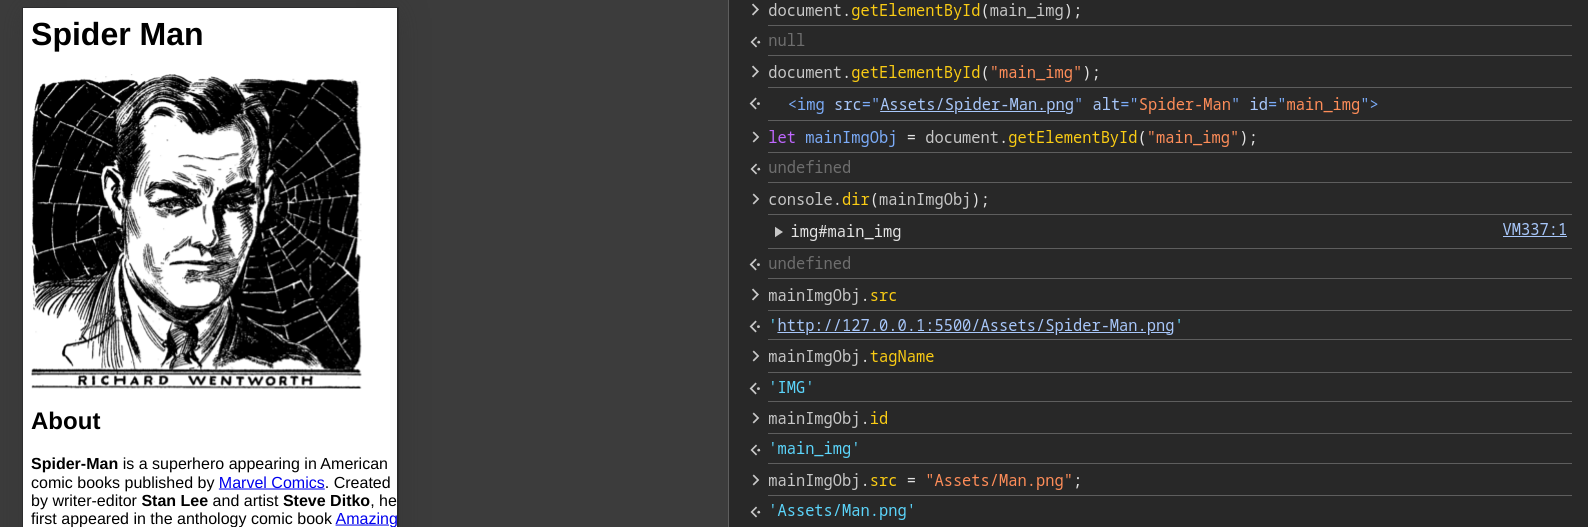 Spider Man
RICHARD WENTWORTH
About
Spider-Man is a superhero appearing in American
comic books published by Marvel Comics. Created
by writer-editor Stan Lee and artist Steve Ditko, he
first appeared in the anthology comic book Amazing
document.getElementById(main_img);
null
document.getElementById("main_img");
<img src="Assets/Spider-Man.png" alt="Spider-Man" id="main_img">
let mainImgObj = document.getElementById("main_img");
undefined
console.dir(mainImgObj);
img#main_img VM337:1
undefined
mainImgObj.src
'http://127.0.0.1:5500/Assets/Spider-Man.png'
mainImgObj.tagName
'IMG'
mainImgObj.id
'main_img'
mainImgObj.src = "Assets/Man.png";
'Assets/Man.png'